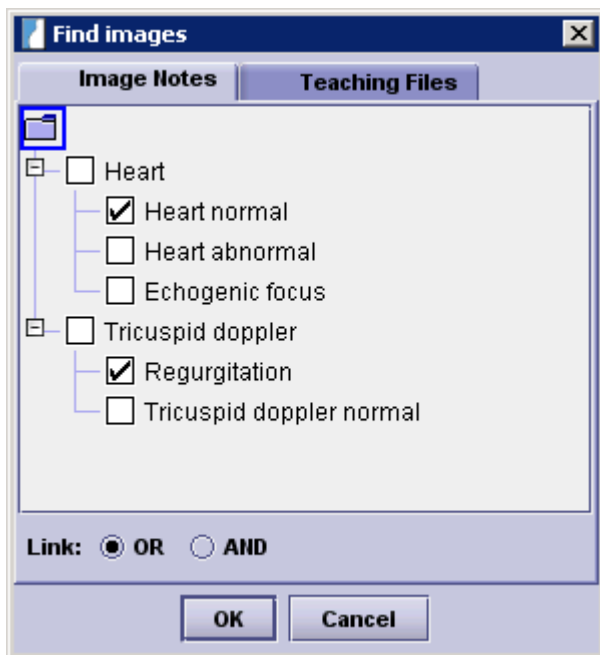 Find images
Image Notes Teaching Files
Heart
Heart normal
Heart abnormal
Echogenic focus
Tricuspid doppler
Regurgitation
Tricuspid doppler normal
Link: OR AND
OK Cancel